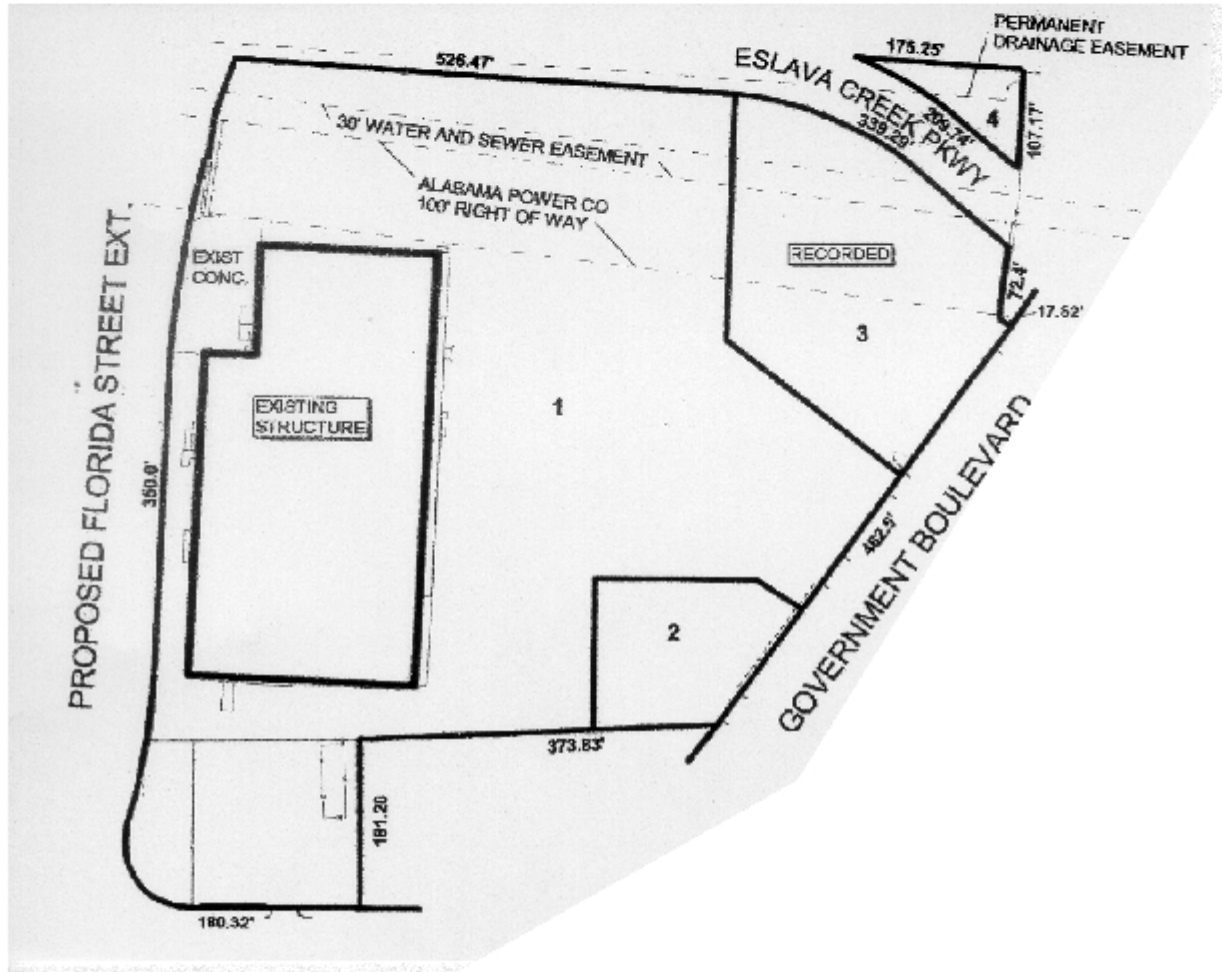 PERMANENT
DRAINAGE EASEMENT
175.25'
526.47'
ESLAVA CREEK PKWY
209.74'
339.29'
4
107.17'
30' WATER AND SEWER EASEMENT
ALABAMA POWER CO
100' RIGHT OF WAY
PROPOSED FLORIDA STREET EXT.
EXIST
CONC.
RECORDED
72.4'
17.62'
3
1
EXISTING
STRUCTURE
350.0'
462.5'
GOVERNMENT BOULEVARD
2
373.83'
181.20
180.32'